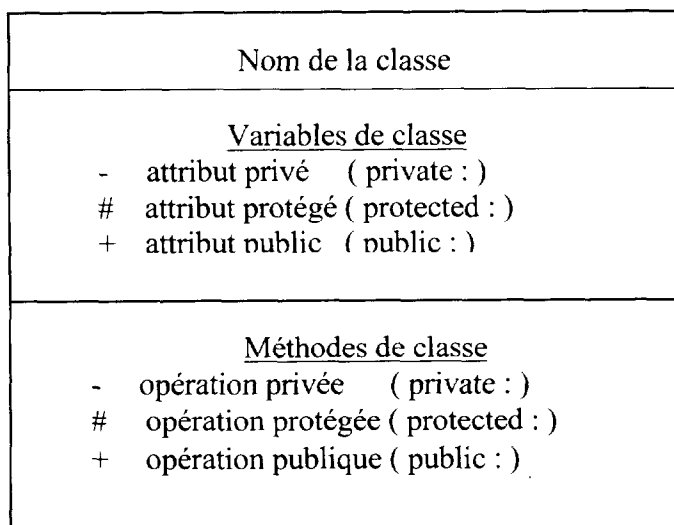 Nom de la classe
Variables de classe
- attribut privé ( private : )
# attribut protégé ( protected : )
+ attribut public ( public : )
Méthodes de classe
- opération privée ( private : )
# opération protégée ( protected : )
+ opération publique ( public : )